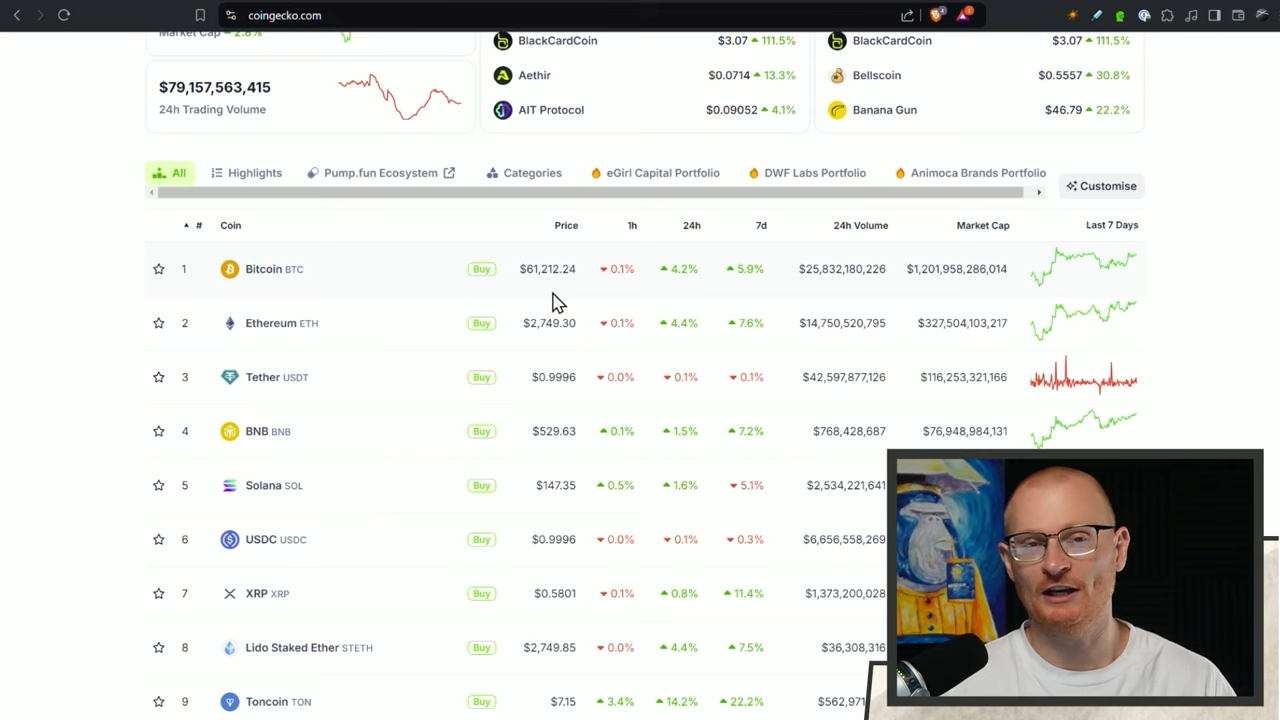 coingecko.com
4
1
Market Cap 2.8%
$79,157,563,415
24h Trading Volume
BlackCardCoin $3.07 111.5%
Aethir $0.0714 13.3%
AIT Protocol $0.09052 4.1%
BlackCardCoin $3.07 111.5%
Bellscoin $0.5557 30.8%
Banana Gun $46.79 22.2%
All Highlights Pump.fun Ecosystem Categories eGirl Capital Portfolio DWF Labs Portfolio Animoca Brands Portfolio
Customise
# Coin Price 1h 24h 7d 24h Volume Market Cap Last 7 Days
1 Bitcoin BTC Buy $61,212.24 0.1% 4.2% 5.9% $25,832,180,226 $1,201,958,286,014
2 Ethereum ETH Buy $2,749.30 0.1% 4.4% 7.6% $14,750,520,795 $327,504,103,217
3 Tether USDT Buy $0.9996 0.0% 0.1% 0.1% $42,597,877,126 $116,253,321,166
4 BNB BNB Buy $529.63 0.1% 1.5% 7.2% $768,428,687 $76,948,984,131
5 Solana SOL Buy $147.35 0.5% 1.6% 5.1% $2,534,221,641
6 USDC USDC Buy $0.9996 0.0% 0.1% 0.3% $6,656,558,269
7 XRP XRP Buy $0.5801 0.1% 0.8% 11.4% $1,373,200,028
8 Lido Staked Ether STETH Buy $2,749.85 0.0% 4.4% 7.5% $36,308,316
9 Toncoin TON Buy $7.15 3.4% 14.2% 22.2% $562,971